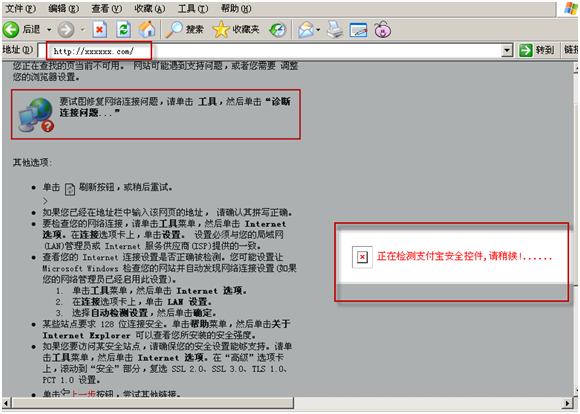 文件(F) 编辑(E) 查看(V) 收藏(A) 工具(T) 帮助(H)
后退 搜索 收藏夹
地址(D) http://xxxxxx.com/ 转到 链接
您正在查找的页当前不可用。 网站可能遇到支持问题，或者您需要 调整
您的浏览器设置。
要试图修复网络连接问题，请单击 工具，然后单击“诊断
连接问题...”
其他选项:
• 单击 刷新按钮，或稍后重试。
>
• 如果您已经在地址栏中输入该网页的地址， 请确认其拼写正确。
• 要检查您的网络连接，请单击工具菜单，然后单击 Internet
选项。在连接选项卡上，单击设置。 设置必须与您的局域网
(LAN)管理员或 Internet 服务供应商(ISP)提供的一致。
• 查看您的 Internet 连接设置是否正确被检测。您可能设置让
Microsoft Windows 检查您的网站并自动发现网络连接设置(如果
您的网络管理员已经启用此设置)。
1. 单击工具菜单，然后单击 Internet 选项。
2. 在连接选项卡上，单击 LAN 设置。
3. 选择自动检测设置，然后单击确定。
• 某些站点要求 128 位连接安全。单击帮助菜单，然后单击关于
Internet Explorer 可以查看您所安装的安全强度。
• 如果您要访问某安全站点，请确保您的安全设置能够支持。请单
击工具菜单，然后单击 Internet 选项。在“高级”选项卡
上，滚动到“安全”部分，复选 SSL 2.0、SSL 3.0、TLS 1.0、
PCT 1.0 设置。
• 单击上一步按钮，尝试其他链接。
正在检测支付宝安全控件,请稍续!......